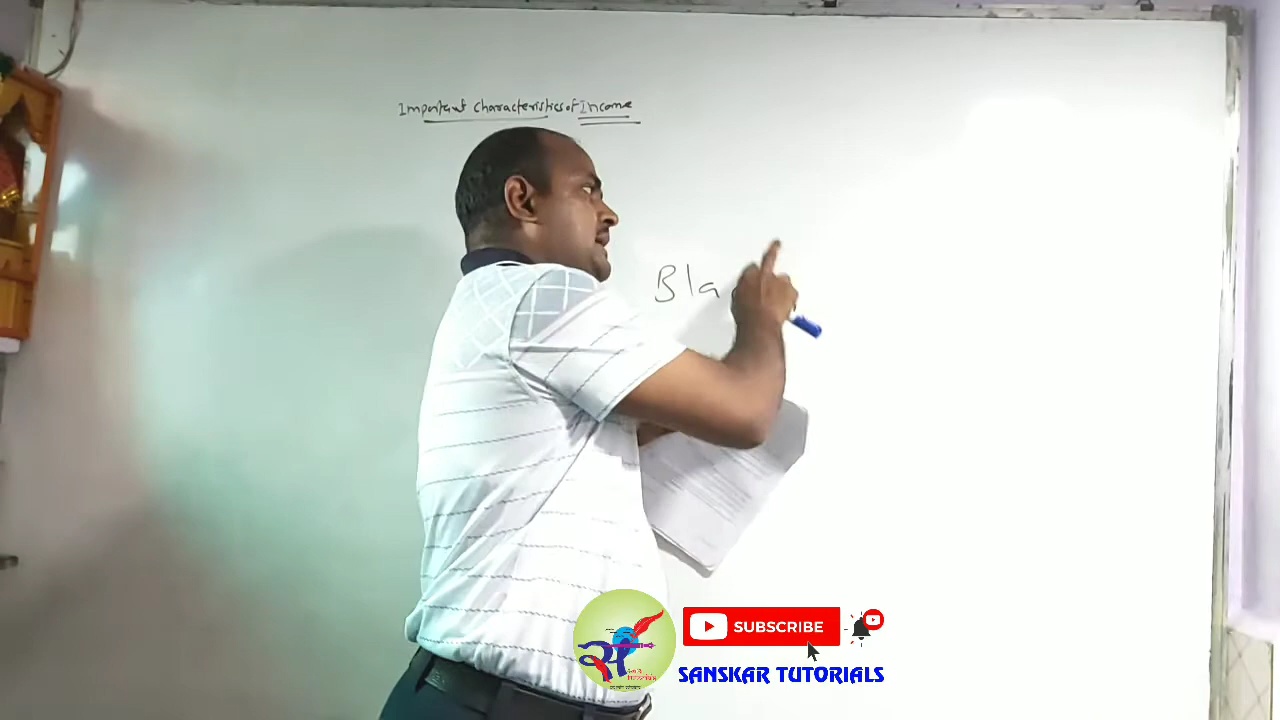 Important characteristics of Income
Bla
SUBSCRIBE
SANSKAR TUTORIALS